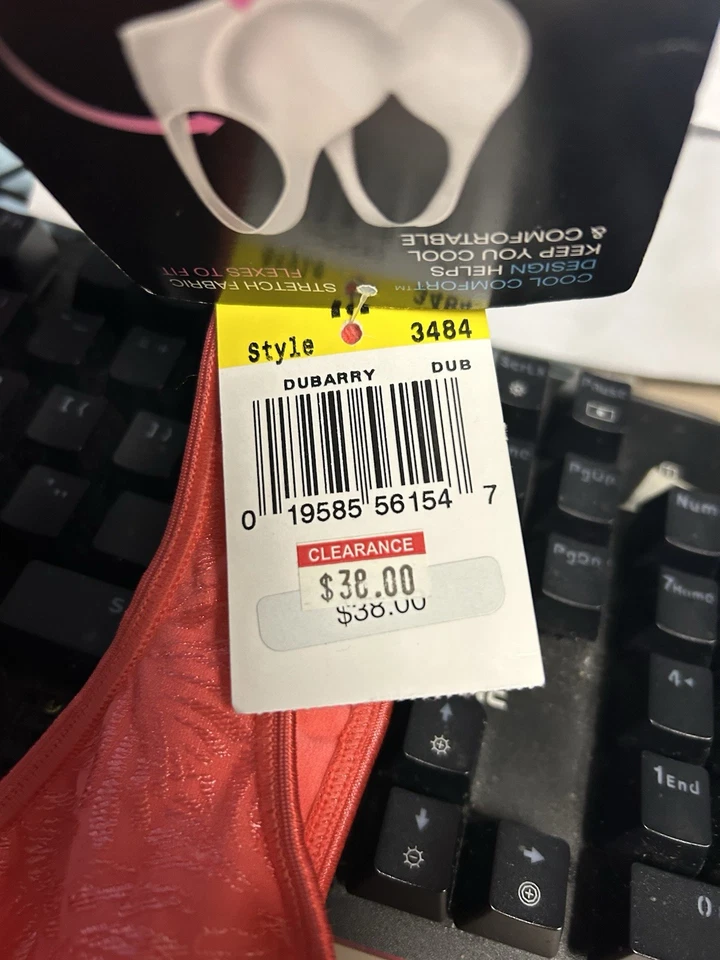 COOL COMFORT™
DESIGN HELPS
KEEP YOU COOL
& COMFORTABLE
STRETCH FABRIC
FLEXES TO FIT
Style 3484
DUBARRY DUB
0 19585 56154 7
CLEARANCE
$38.00
$38.00
Pause
PgUp
PgDn
Num
7Home
4
1End
0